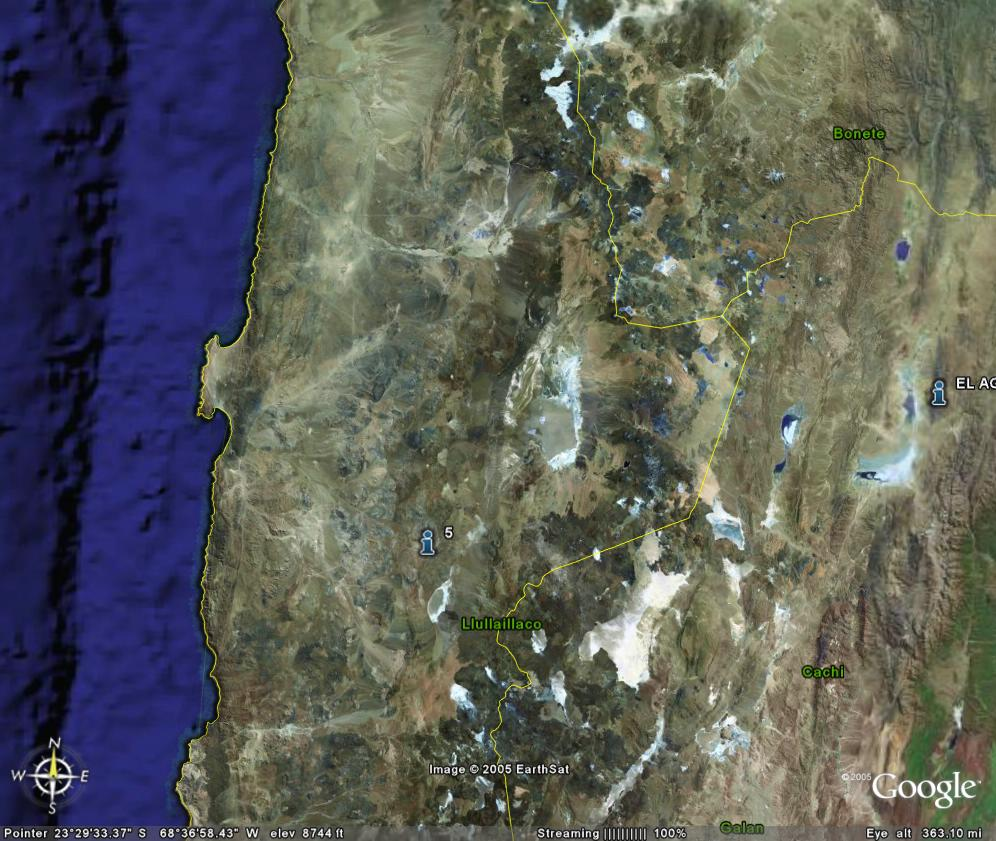 Bonete
EL AG
5
Llullaillaco
Cachi
N
W E
S
Image © 2005 EarthSat
©2005 Google
Galan
Pointer 23°29'33.37" S 68°36'58.43" W elev 8744 ft Streaming |||||||||| 100% Eye alt 363.10 mi